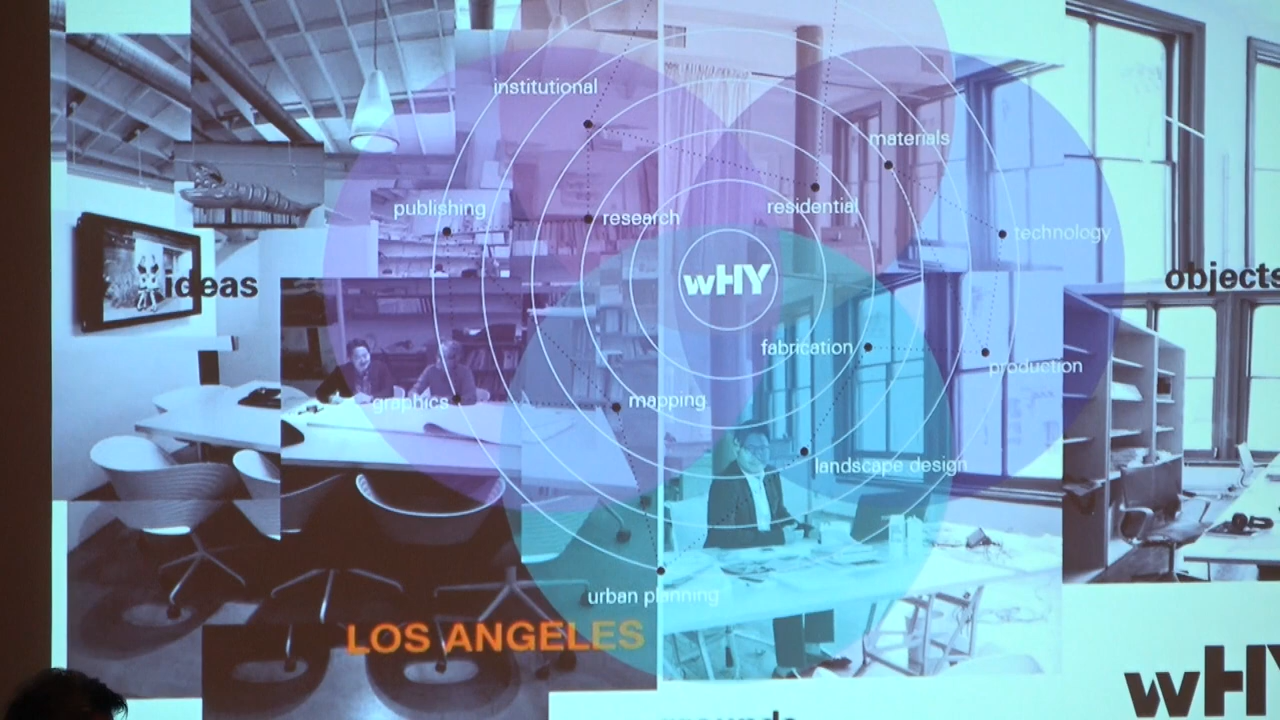 institutional
materials
publishing
research
residential
technology
ideas
wHY
objects
fabrication
production
graphics
mapping
landscape design
urban planning
LOS ANGELES
wHY